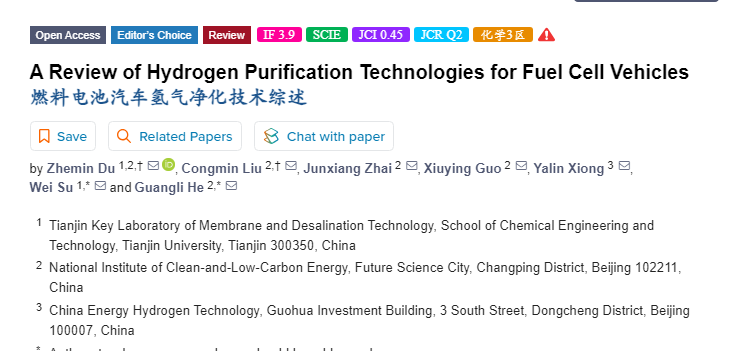 Open Access Editor's Choice Review IF 3.9 SCIE JCI 0.45 JCR Q2 化学3区
A Review of Hydrogen Purification Technologies for Fuel Cell Vehicles
燃料电池汽车氢气净化技术综述
Save Related Papers Chat with paper
by Zhemin Du 1,2,†, Congmin Liu 2,†, Junxiang Zhai 2, Xiuying Guo 2, Yalin Xiong 3,
Wei Su 1,* and Guangli He 2,*
1 Tianjin Key Laboratory of Membrane and Desalination Technology, School of Chemical Engineering and
Technology, Tianjin University, Tianjin 300350, China
2 National Institute of Clean-and-Low-Carbon Energy, Future Science City, Changping District, Beijing 102211,
China
3 China Energy Hydrogen Technology, Guohua Investment Building, 3 South Street, Dongcheng District, Beijing
100007, China
*